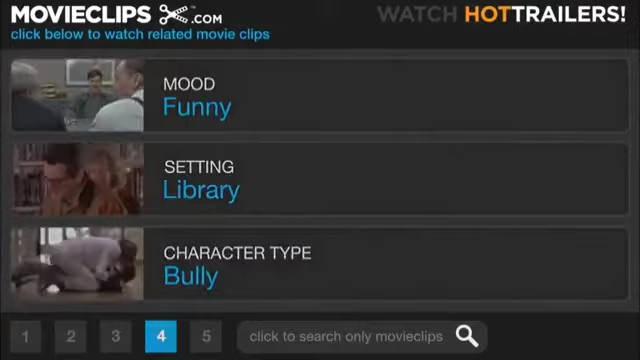 MOVIECLIPS.COM
WATCH HOTTRAILERS!
click below to watch related movie clips
MOOD
Funny
SETTING
Library
CHARACTER TYPE
Bully
1 2 3 4 5 click to search only movieclips